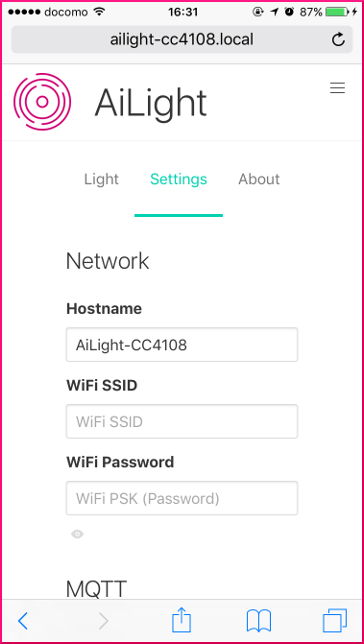 docomo 16:31 87%
ailight-cc4108.local
AiLight
Light Settings About
Network
Hostname
AiLight-CC4108
WiFi SSID
WiFi SSID
WiFi Password
WiFi PSK (Password)
MQTT